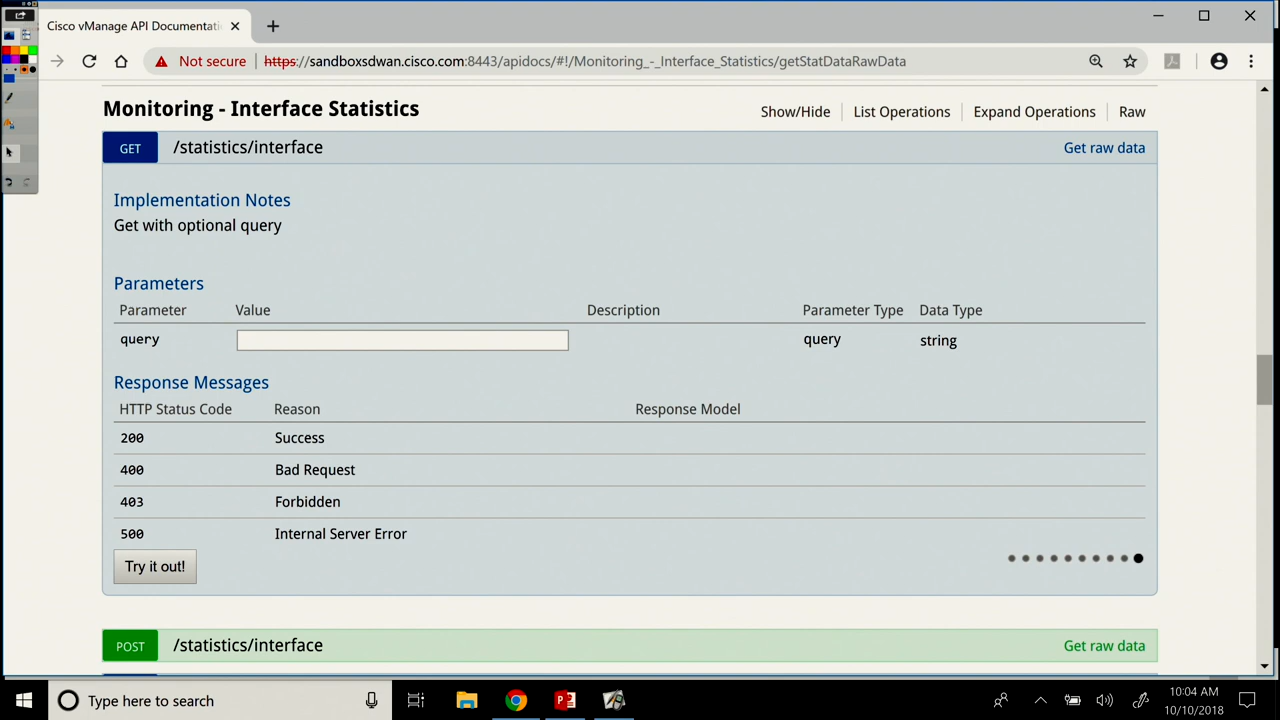 Cisco vManage API Documentati
Not secure | https://sandboxsdwan.cisco.com:8443/apidocs/#!/Monitoring_-_Interface_Statistics/getStatDataRawData
Monitoring - Interface Statistics
Show/Hide
List Operations
Expand Operations
Raw
GET
/statistics/interface
Get raw data
Implementation Notes
Get with optional query
Parameters
Parameter Value Description Parameter Type Data Type
query query string
Response Messages
HTTP Status Code Reason Response Model
200 Success
400 Bad Request
403 Forbidden
500 Internal Server Error
Try it out!
POST
/statistics/interface
Get raw data
Type here to search
10:04 AM
10/10/2018